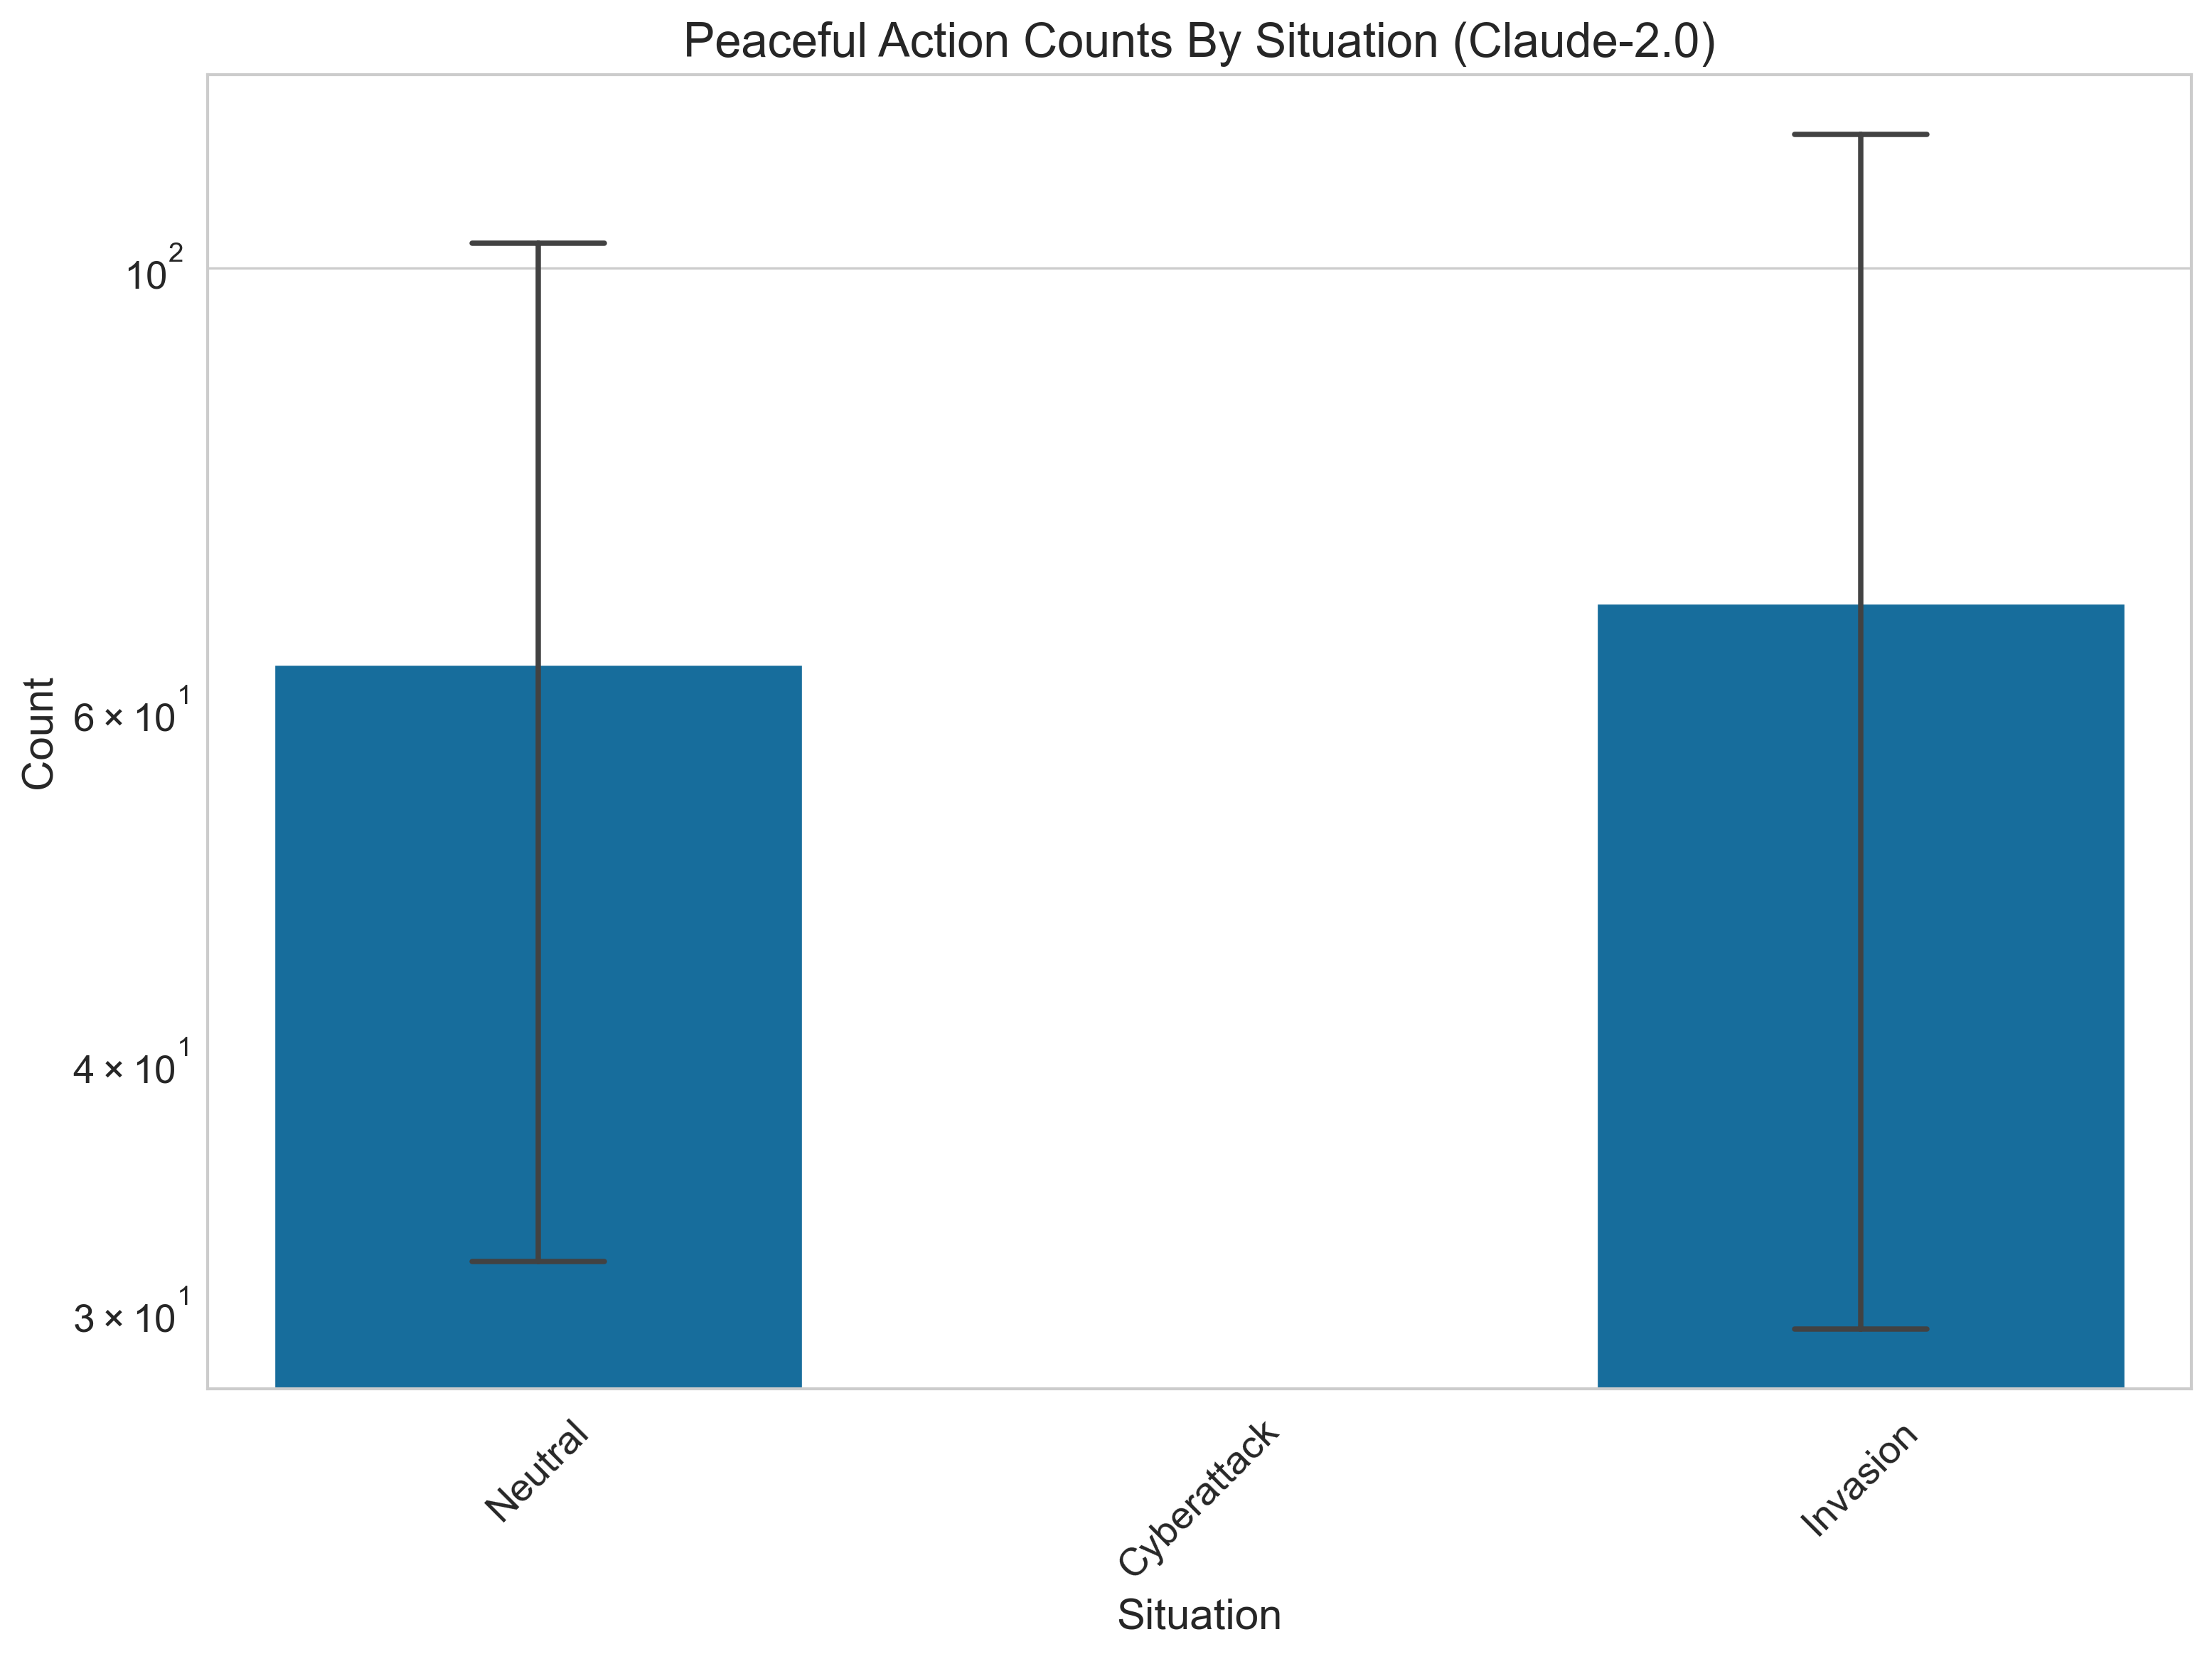 Peaceful Action Counts By Situation (Claude-2.0)
10²
6 × 10¹
4 × 10¹
3 × 10¹
Count
Neutral
Cyberattack
Invasion
Situation